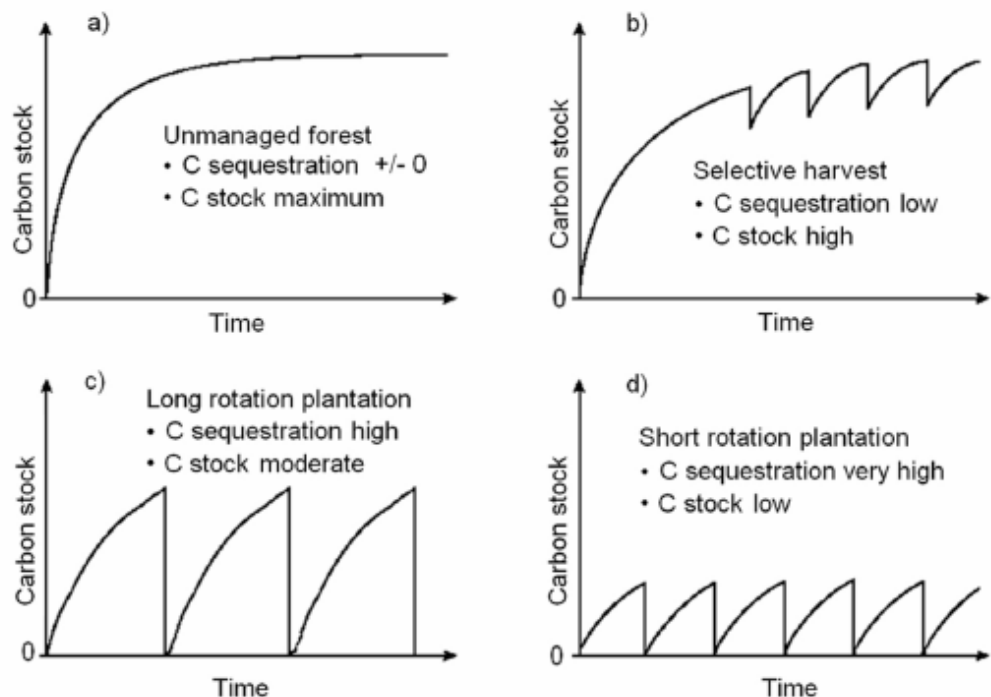 a)
Carbon stock
Unmanaged forest
• C sequestration +/- 0
• C stock maximum
0
Time
b)
Carbon stock
Selective harvest
• C sequestration low
• C stock high
0
Time
c)
Carbon stock
Long rotation plantation
• C sequestration high
• C stock moderate
0
Time
d)
Carbon stock
Short rotation plantation
• C sequestration very high
• C stock low
0
Time